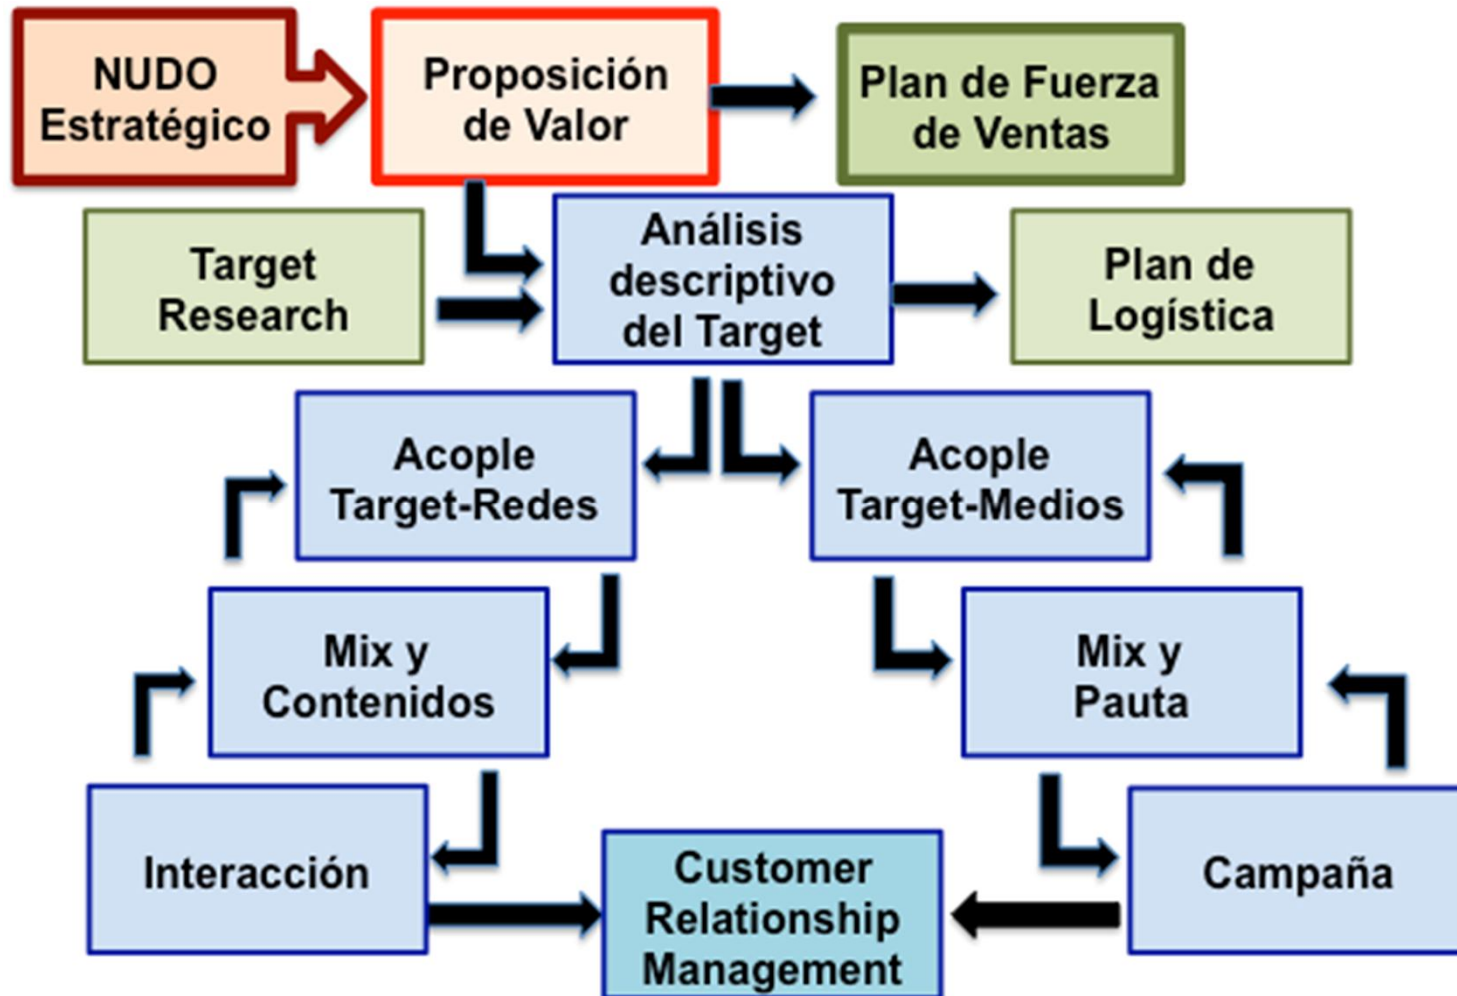 NUDO
Estratégico
Proposición
de Valor
Plan de Fuerza
de Ventas
Target
Research
Análisis
descriptivo
del Target
Plan de
Logística
Acople
Target-Redes
Acople
Target-Medios
Mix y
Contenidos
Mix y
Pauta
Interacción
Customer
Relationship
Management
Campaña